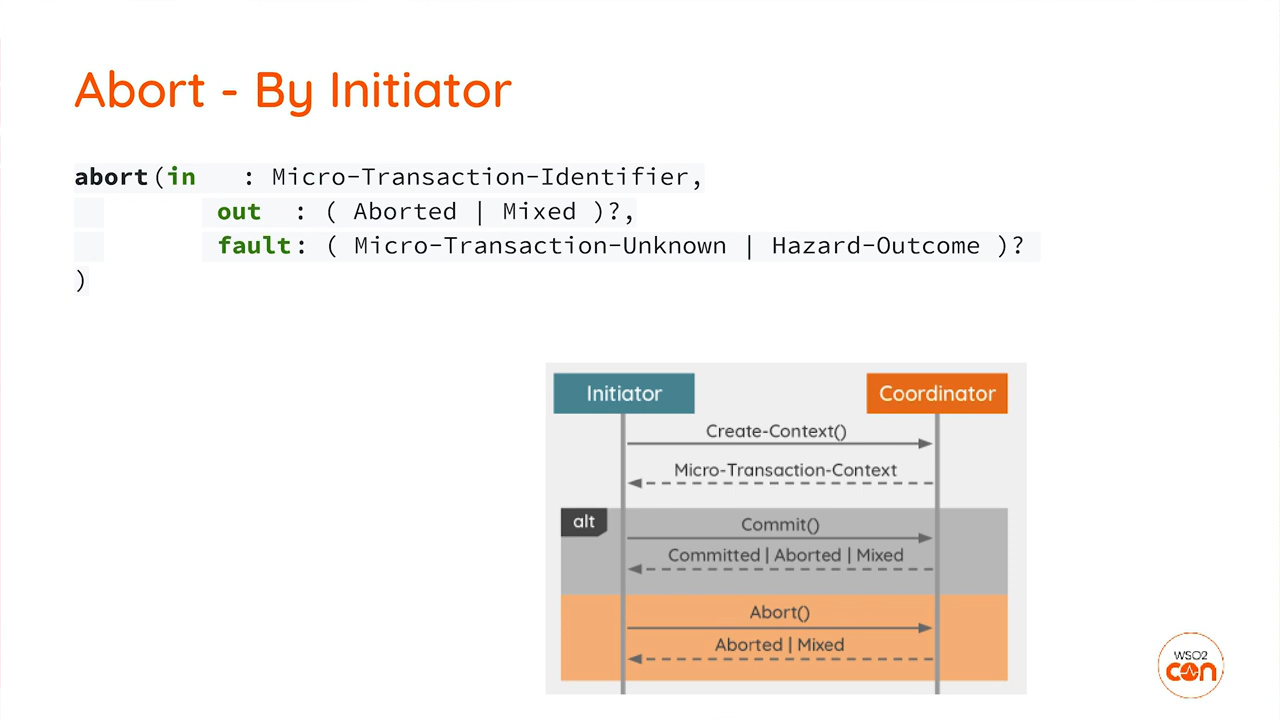 Abort - By Initiator
abort(in : Micro-Transaction-Identifier,
out : ( Aborted | Mixed )?,
fault: ( Micro-Transaction-Unknown | Hazard-Outcome )?
)
Initiator
Coordinator
Create-Context()
Micro-Transaction-Context
alt
Commit()
Committed | Aborted | Mixed
Abort()
Aborted | Mixed
WSO2
con